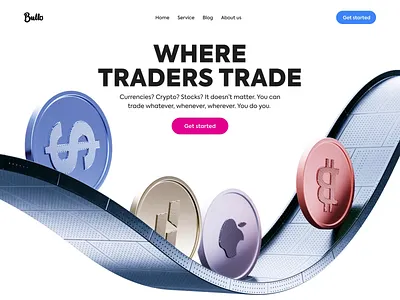 Bullo
Home Service Blog About us
Get started
WHERE
TRADERS TRADE
Currencies? Crypto? Stocks? It doesn't matter. You can
trade whatever, whenever, wherever. You do you.
Get started